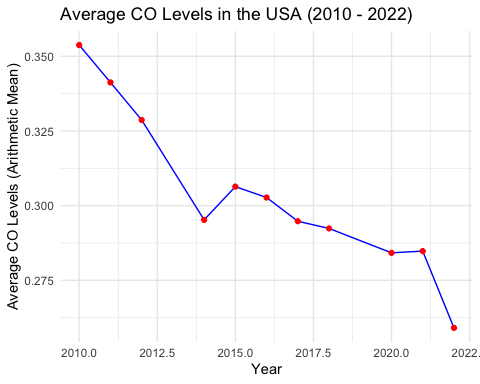 Average CO Levels in the USA (2010 - 2022)
Average CO Levels (Arithmetic Mean)
0.350
0.325
0.300
0.275
2010.0 2012.5 2015.0 2017.5 2020.0 2022.
Year